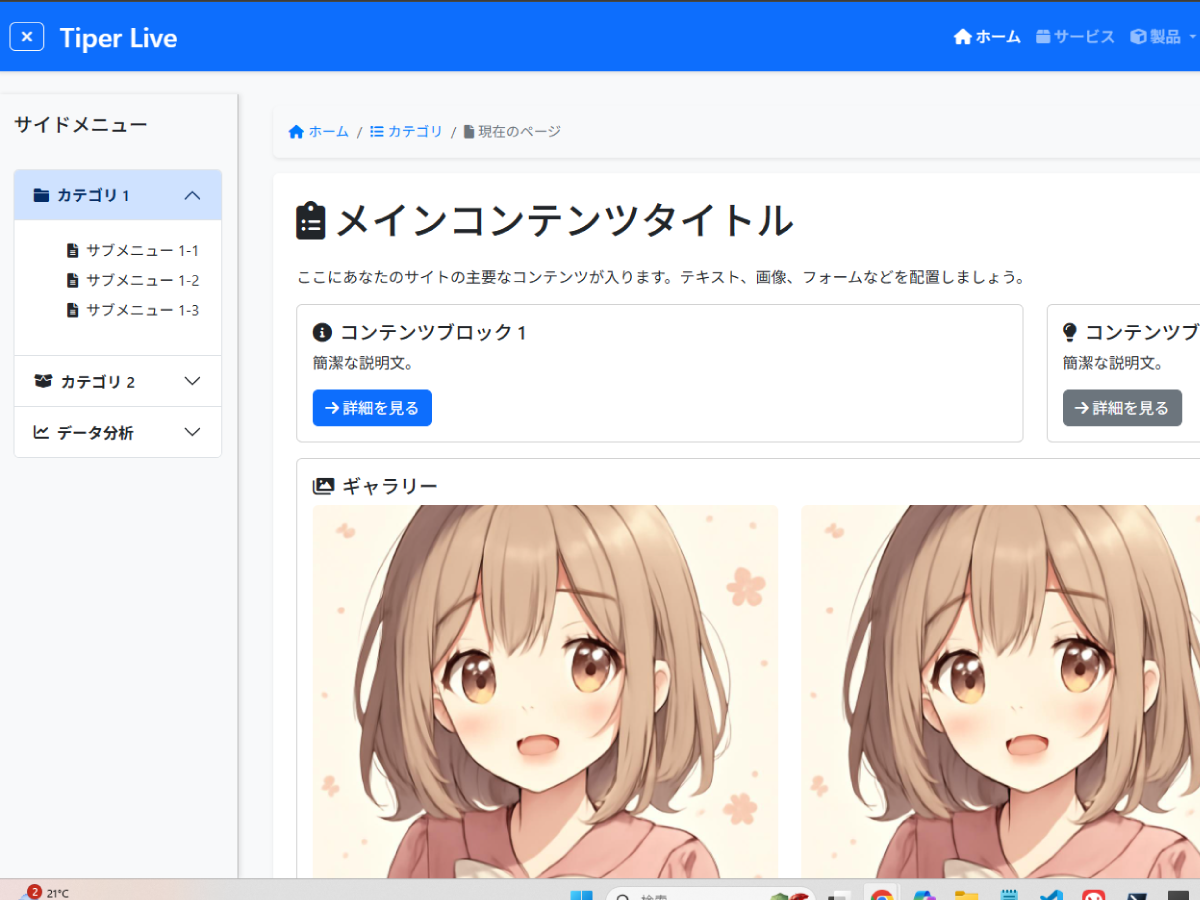 Tiper Live
ホーム サービス 製品
サイドメニュー
カテゴリ 1
サブメニュー 1-1
サブメニュー 1-2
サブメニュー 1-3
カテゴリ 2
データ分析
ホーム / カテゴリ / 現在のページ
メインコンテンツタイトル
ここにあなたのサイトの主要なコンテンツが入ります。テキスト、画像、フォームなどを配置しましょう。
コンテンツブロック 1
簡潔な説明文。
詳細を見る
コンテンツブ
簡潔な説明文。
詳細を見る
ギャラリー
2
21°C
検索